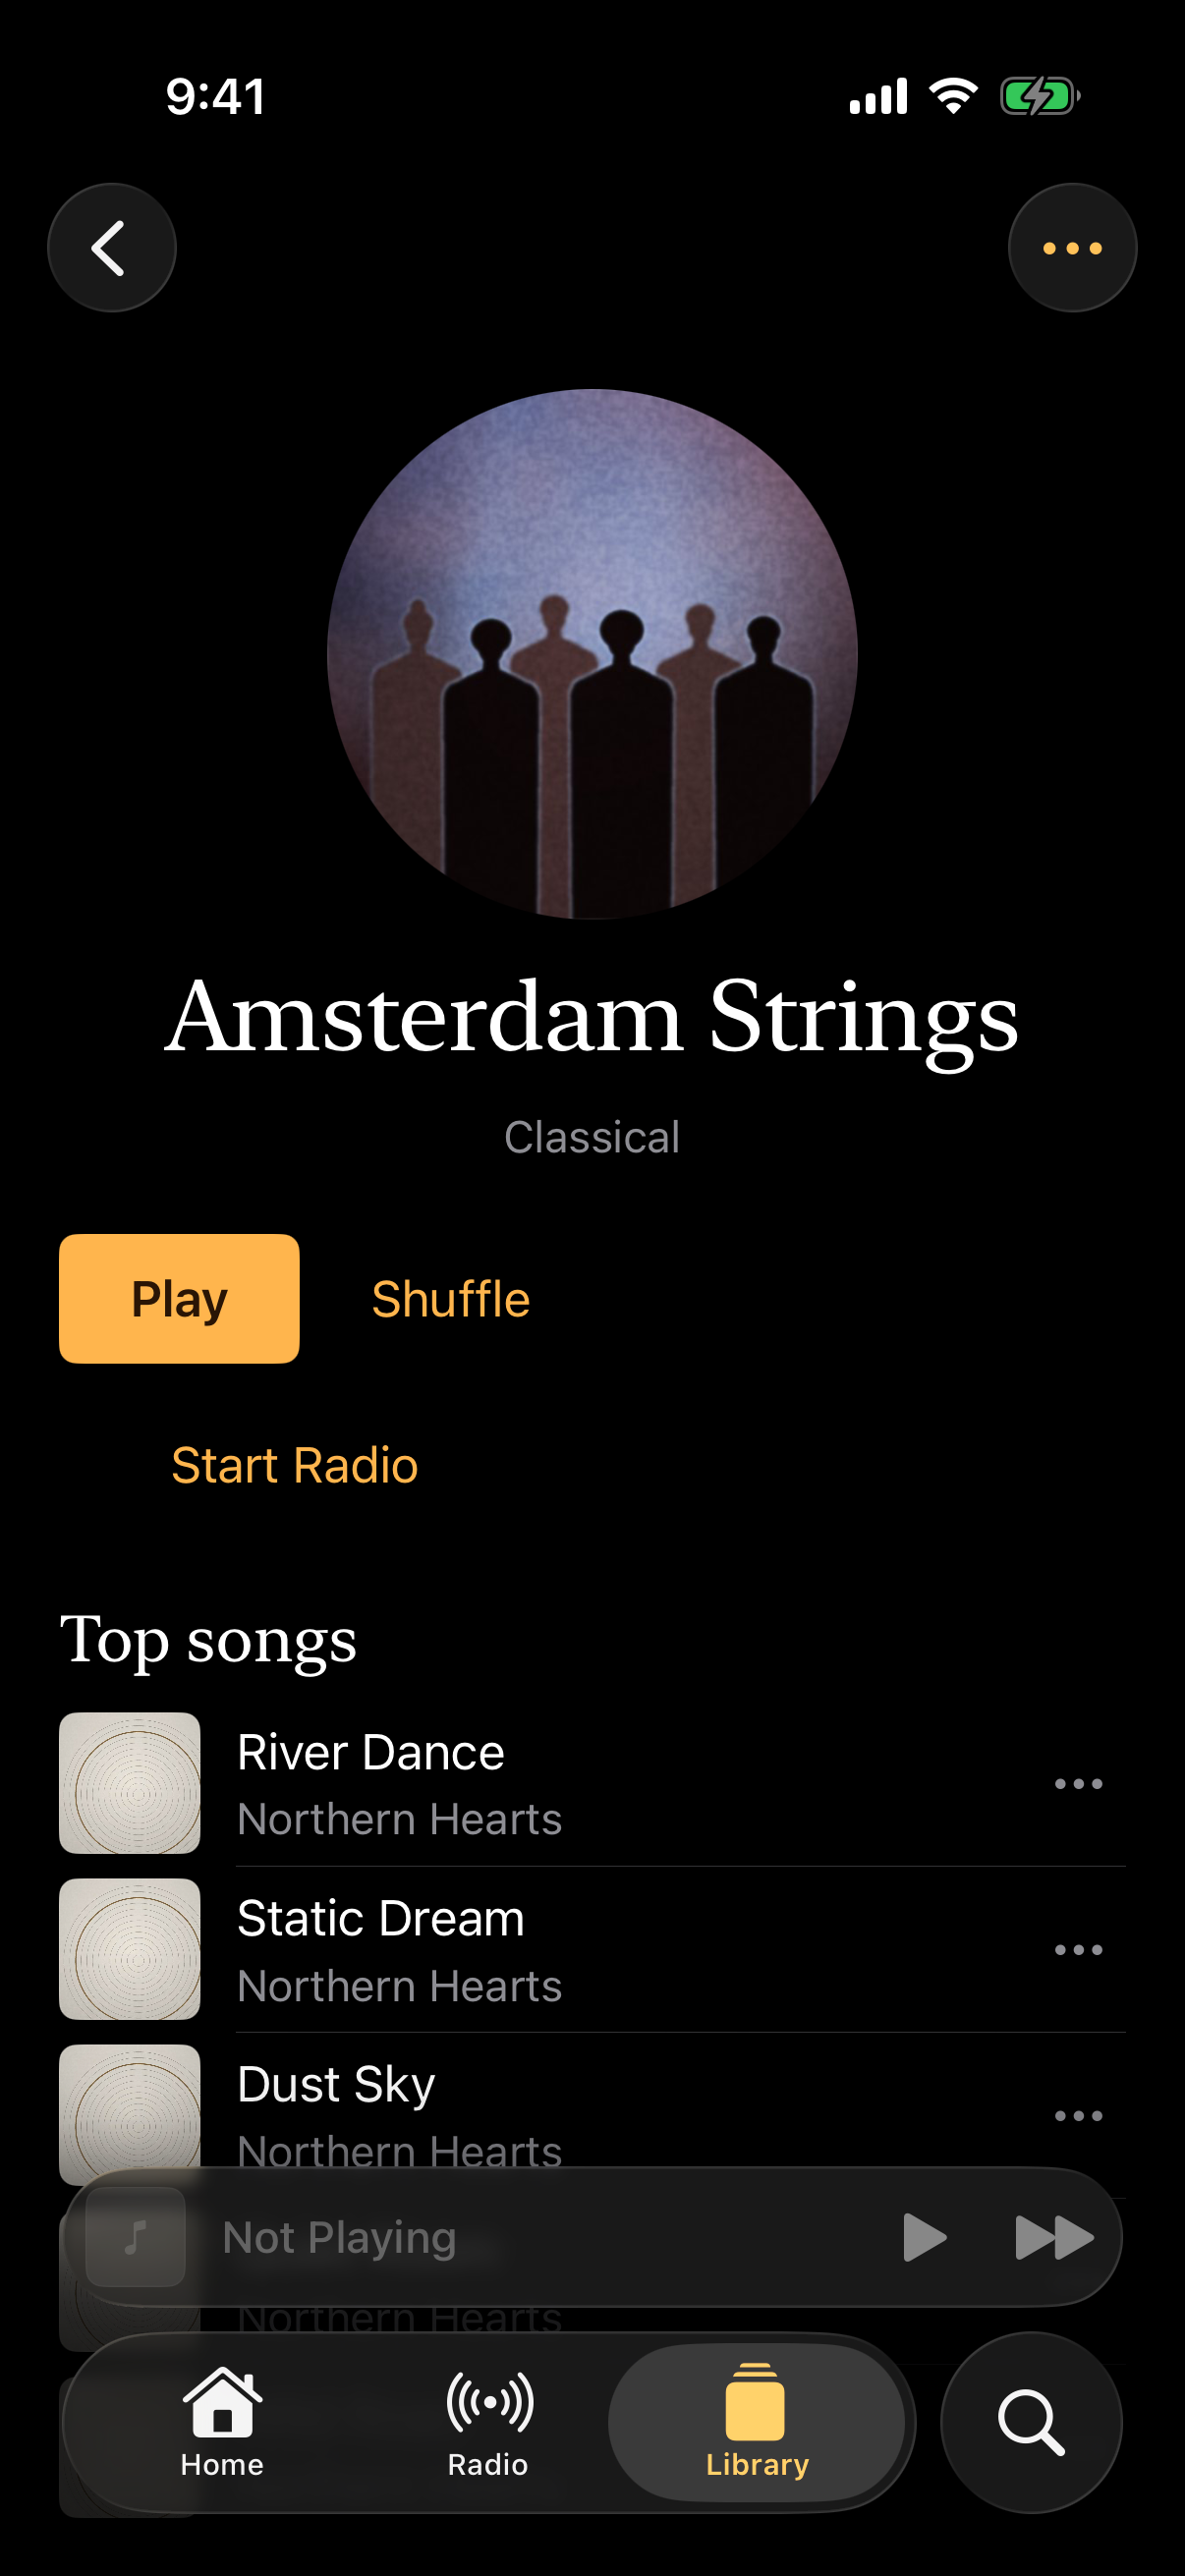 9:41
Amsterdam Strings
Classical
Play
Shuffle
Start Radio
Top songs
River Dance
Northern Hearts
Static Dream
Northern Hearts
Dust Sky
Northern Hearts
Not Playing
Northern Hearts
Home
Radio
Library